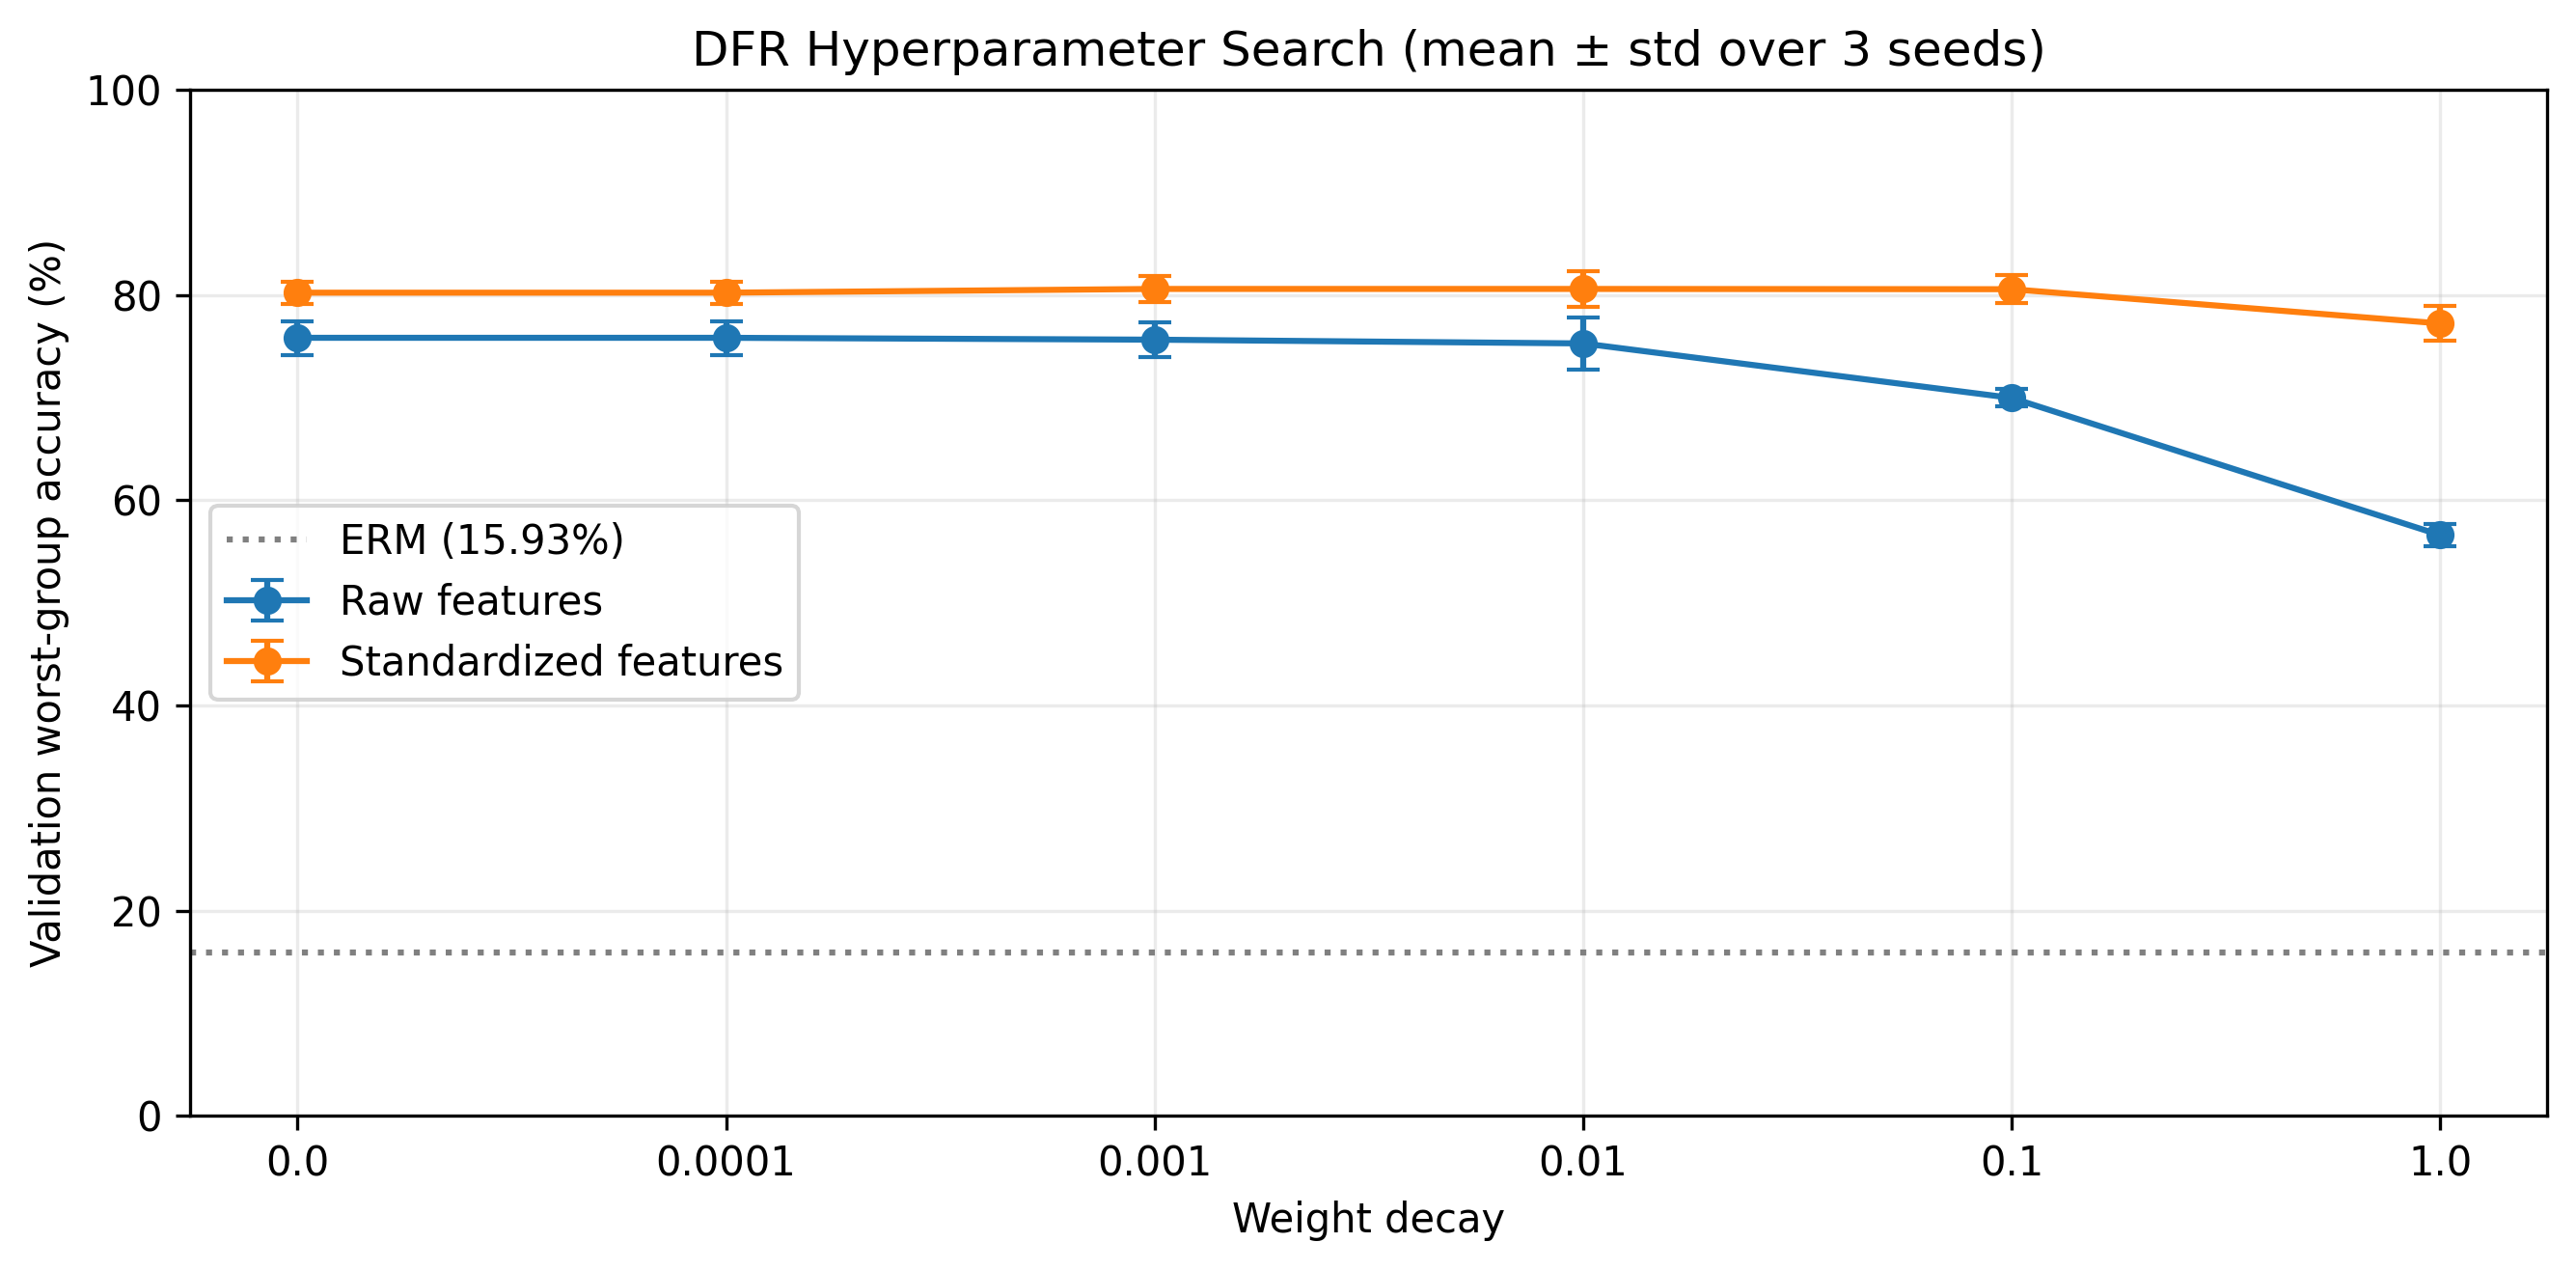 DFR Hyperparameter Search (mean ± std over 3 seeds)
Validation worst-group accuracy (%)
100
80
60
40
20
0
ERM (15.93%)
Raw features
Standardized features
0.0 0.0001 0.001 0.01 0.1 1.0
Weight decay